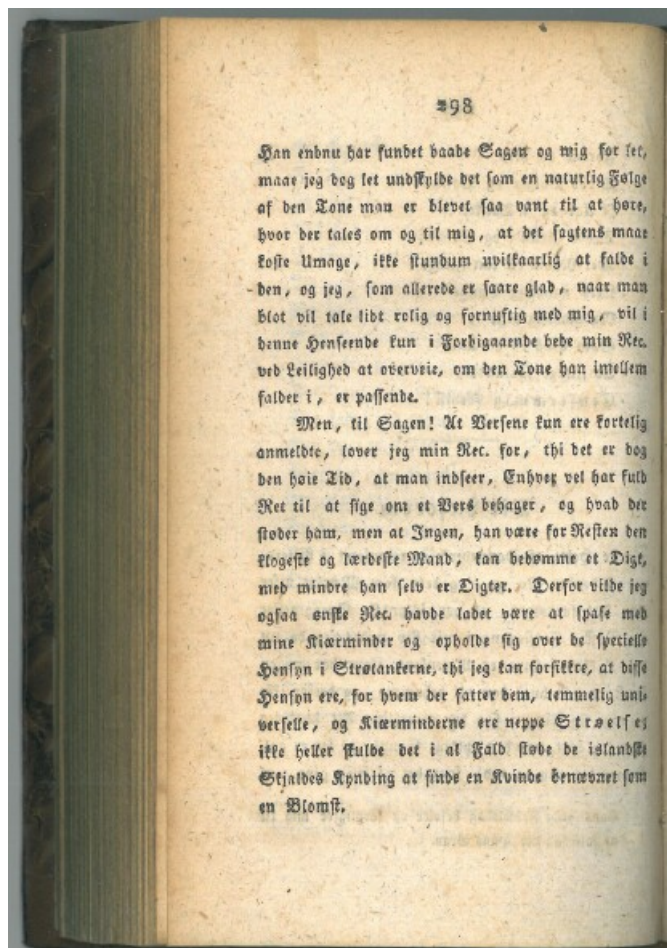 298
Han endnu har fundet baade Sagen og mig for let,
maae jeg dog let undskylde det som en naturlig Følge
af den Tone man er blevet saa vant til at høre,
hvor der tales om og til mig, at det sagtens maae
koste Umage, ikke stundum uvilkaarlig at falde i
den, og jeg, som allerede er saare glad, naar man
blot vil tale lidt rolig og fornuftig med mig, vil i
denne Henseende kun i Forbigaaende bede min Rec.
ved Leilighed at overveie, om den Tone han imellem
falder i, er passende.
Men, til Sagen! At Versene kun ere kortelig
anmeldte, lover jeg min Rec. for, thi det er dog
den høie Tid, at man indseer, Enhver vel har fuld
Ret til at sige om et Vers behager, og hvad der
støder ham, men at Ingen, han være for Resten den
klogeste og lærdeste Mand, kan bedømme et Digt,
med mindre han selv er Digter. Derfor vilde jeg
ogsaa ønske Rec. havde ladet være at spase med
mine Kiærminder og opholde sig over de specielle
Hensyn i Strøtankerne, thi jeg kan forsikkre, at disse
Hensyn ere, for hvem der fatter dem, temmelig uni-
verselle, og Kiærminderne ere neppe Strøelse,
ikke heller skulde det i al Fald støde de islandske
Skjaldes Kynding at finde en Kvinde benævnet som
en Blomst.